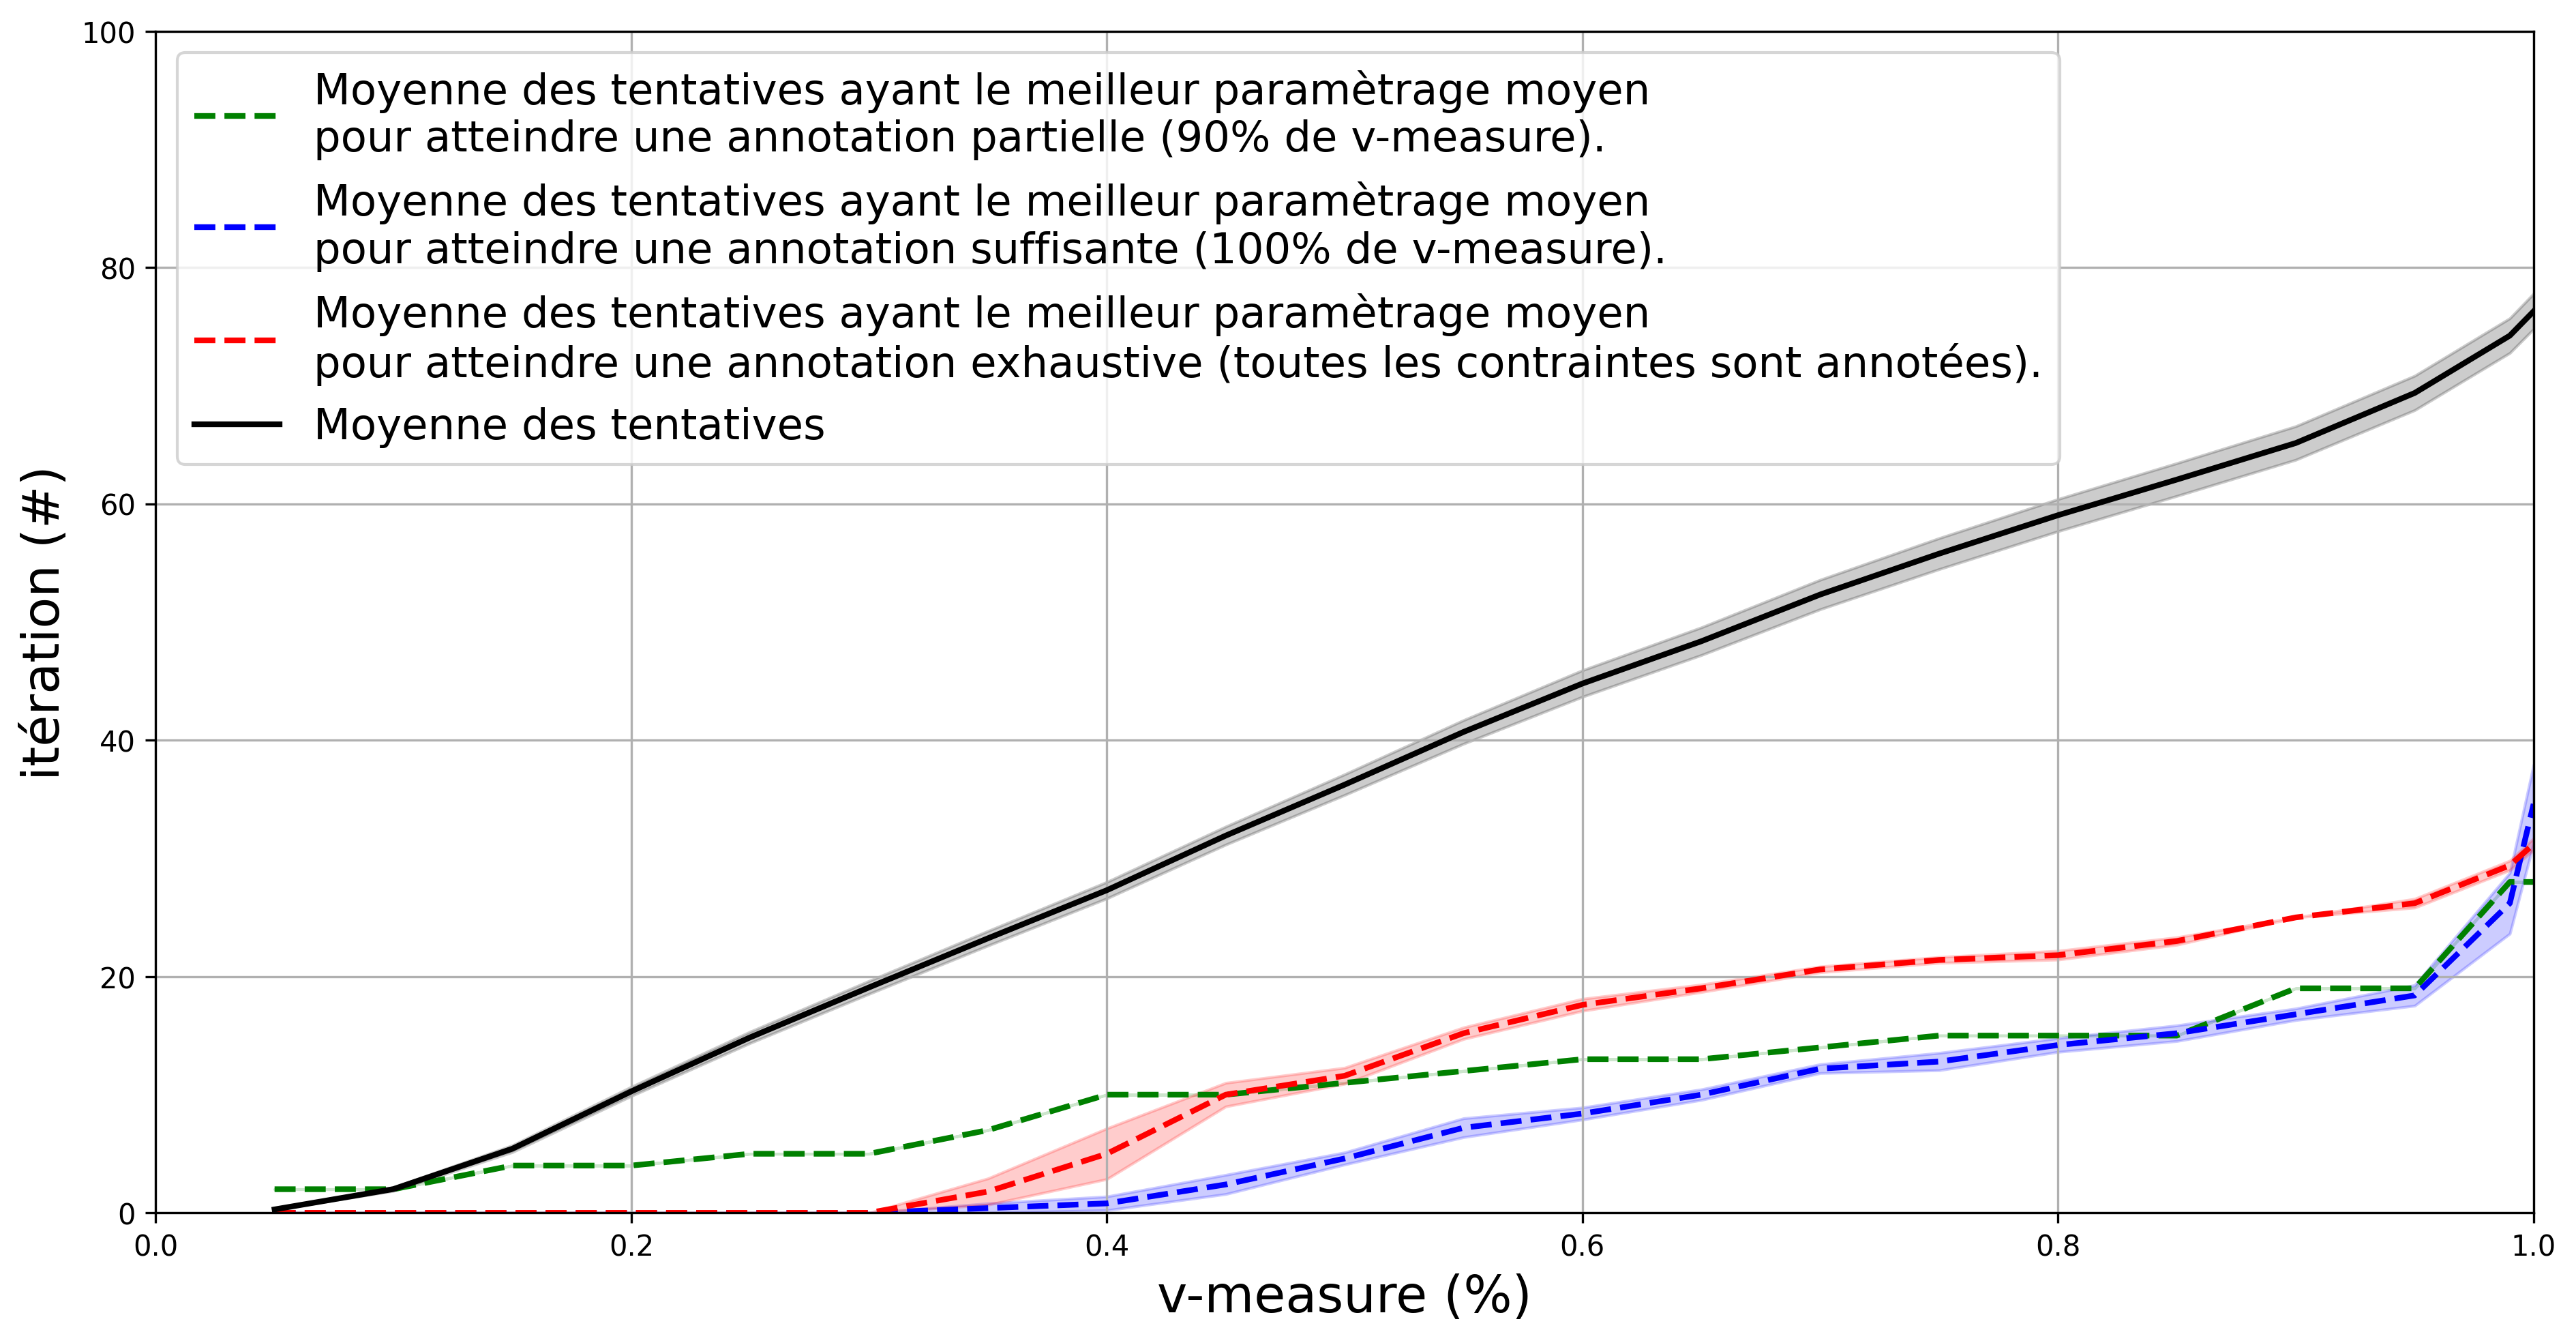 Moyenne des tentatives ayant le meilleur paramètrage moyen
pour atteindre une annotation partielle (90% de v-measure).
Moyenne des tentatives ayant le meilleur paramètrage moyen
pour atteindre une annotation suffisante (100% de v-measure).
Moyenne des tentatives ayant le meilleur paramètrage moyen
pour atteindre une annotation exhaustive (toutes les contraintes sont annotées).
Moyenne des tentatives
itération (#)
100
80
60
40
20
0
0.0 0.2 0.4 0.6 0.8 1.0
v-measure (%)